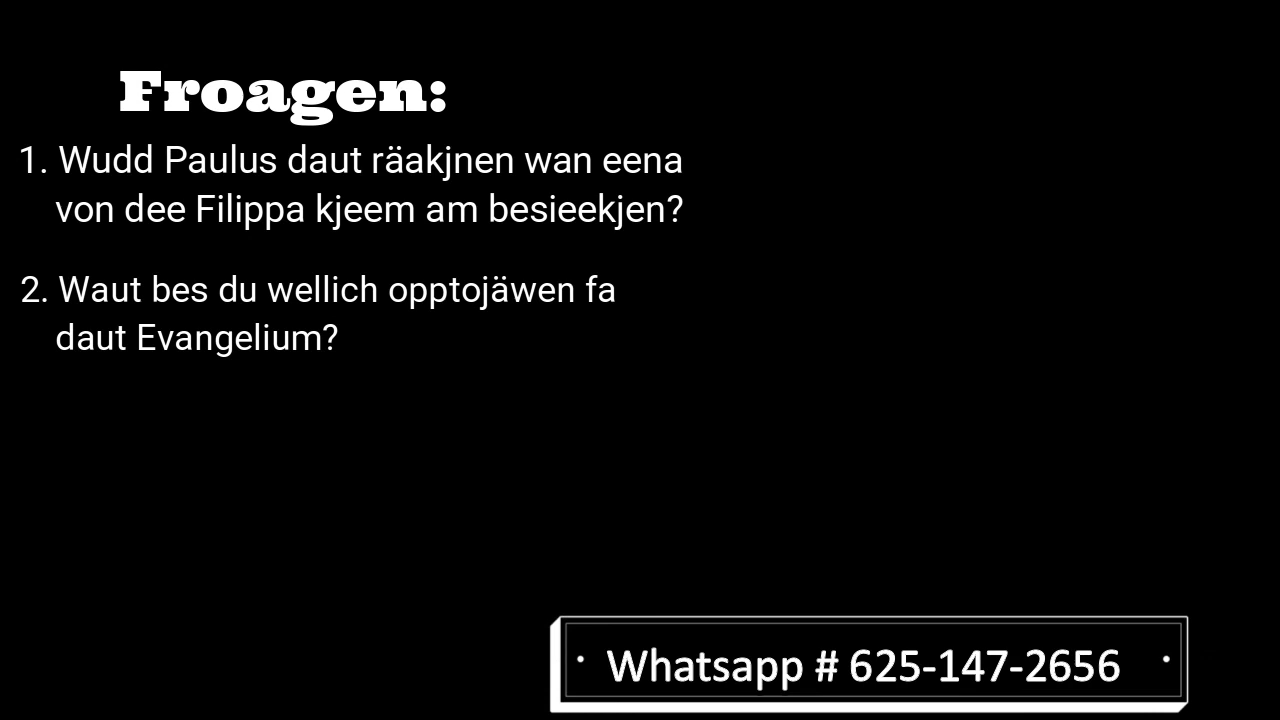 Froagen:
1. Wudd Paulus daut räakjnen wan eena
von dee Filippa kjeem am besieekjen?
2. Waut bes du wellich opptojäwen fa
daut Evangelium?
Whatsapp # 625-147-2656